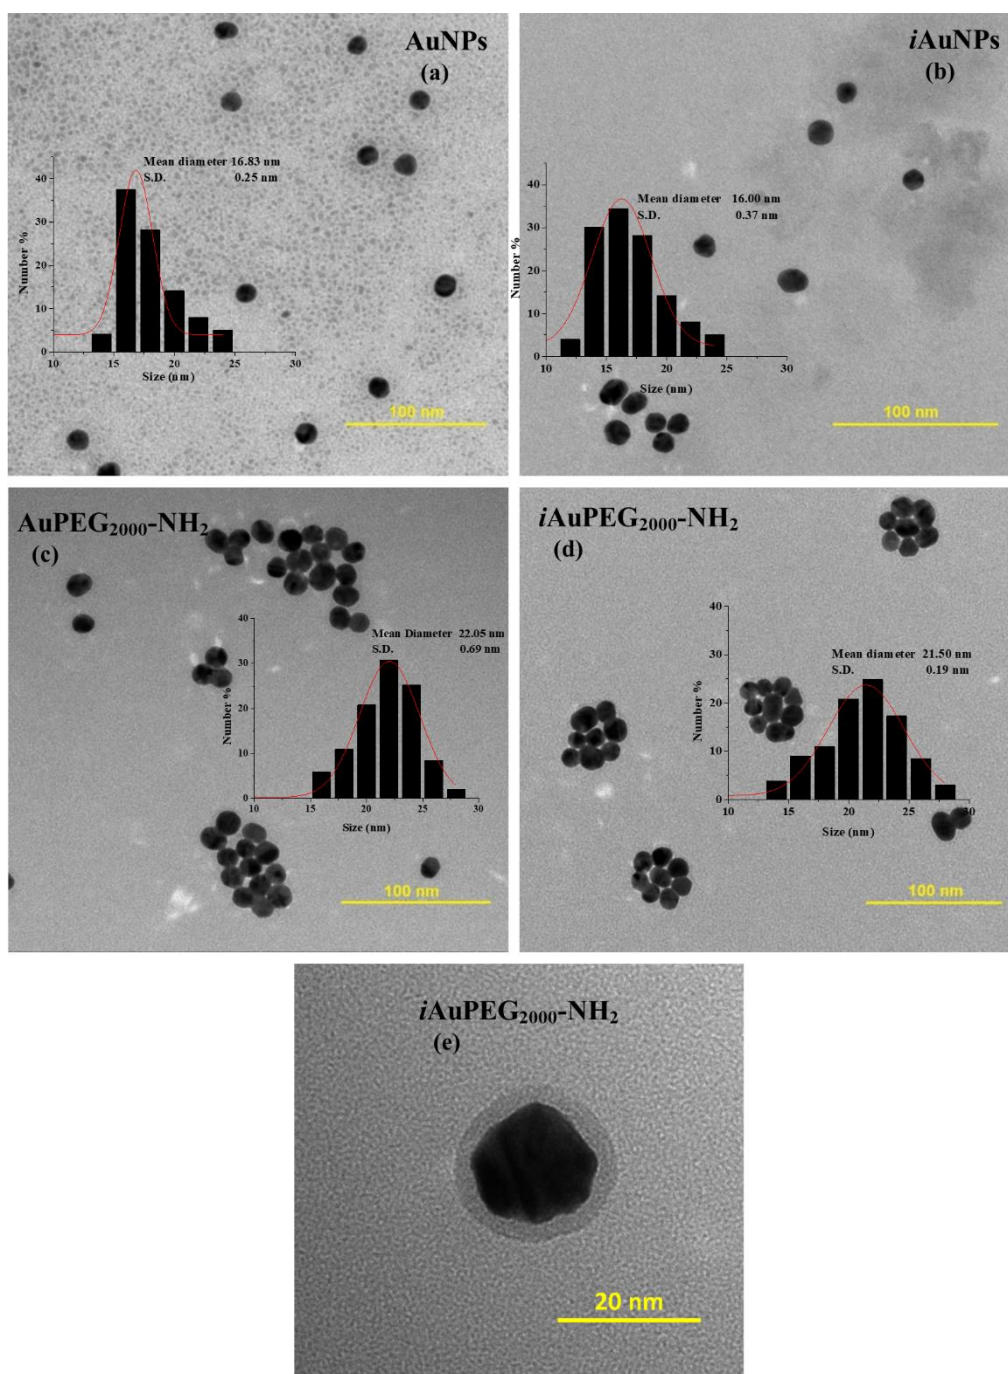 AuNPs
(a)
Mean diameter 16.83 nm
S.D. 0.25 nm
Number %
40
30
20
10
0
10 15 20 25 30
Size (nm)
100 nm
iAuNPs
(b)
Mean diameter 16.00 nm
S.D. 0.37 nm
Number %
40
30
20
10
0
10 15 20 25 30
Size (nm)
100 nm
AuPEG₂₀₀₀-NH₂
(c)
Mean Diameter 22.05 nm
S.D. 0.69 nm
Number %
40
30
20
10
0
10 15 20 25 30
Size (nm)
100 nm
iAuPEG₂₀₀₀-NH₂
(d)
Mean diameter 21.50 nm
S.D. 0.19 nm
Number %
40
30
20
10
0
10 15 20 25 30
Size (nm)
100 nm
iAuPEG₂₀₀₀-NH₂
(e)
20 nm